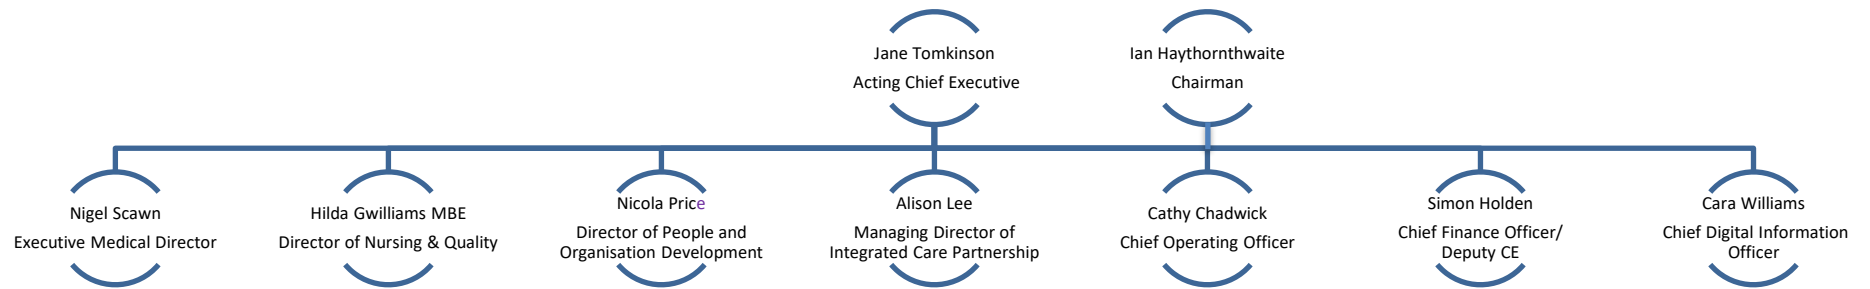 Jane Tomkinson
Acting Chief Executive
Ian Haythornthwaite
Chairman
Nigel Scawn
Executive Medical Director
Hilda Gwilliams MBE
Director of Nursing & Quality
Nicola Price
Director of People and
Organisation Development
Alison Lee
Managing Director of
Integrated Care Partnership
Cathy Chadwick
Chief Operating Officer
Simon Holden
Chief Finance Officer/
Deputy CE
Cara Williams
Chief Digital Information
Officer